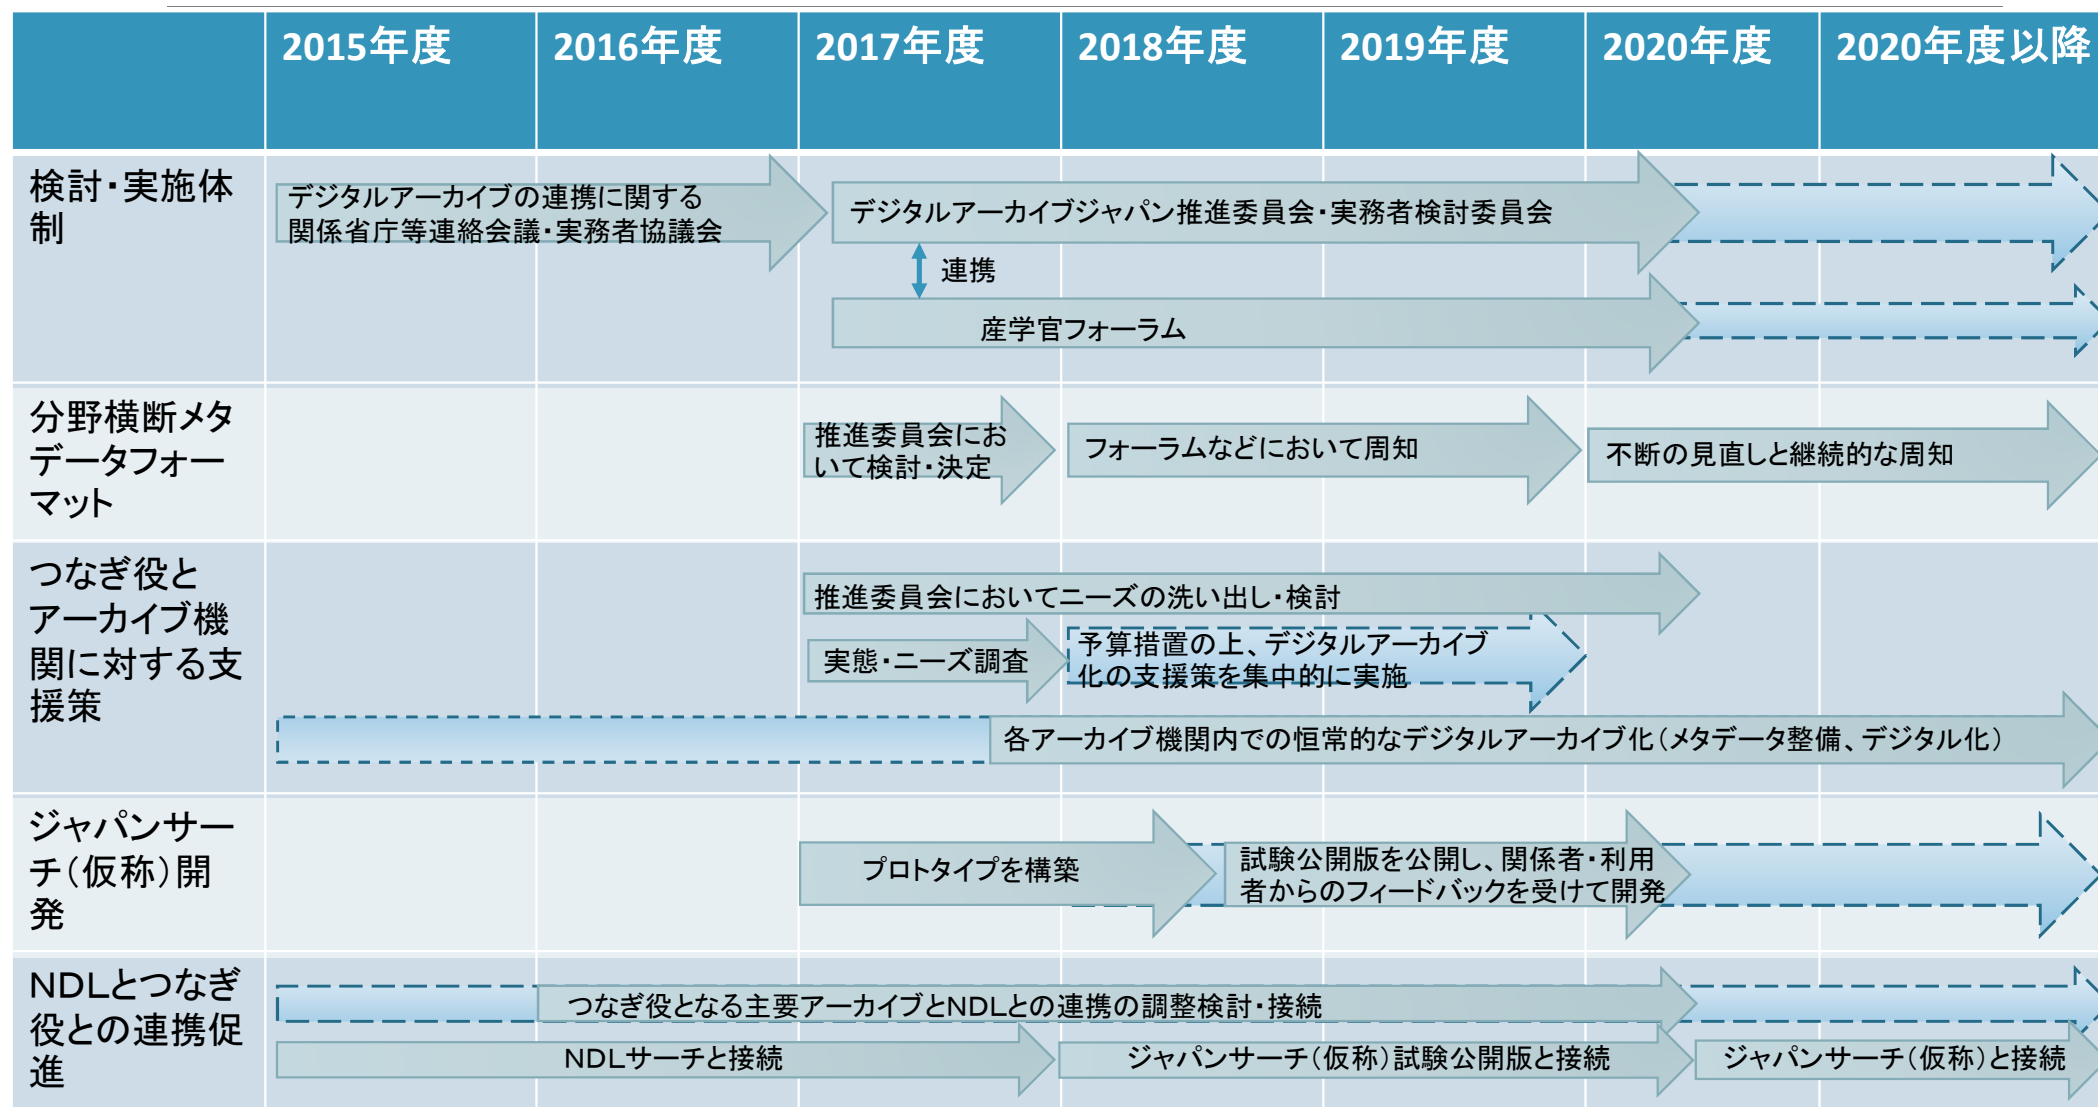 2015年度
2016年度
2017年度
2018年度
2019年度
2020年度
2020年度以降
検討・実施体
制
デジタルアーカイブの連携に関する
関係省庁等連絡会議・実務者協議会
デジタルアーカイブジャパン推進委員会・実務者検討委員会
連携
産学官フォーラム
分野横断メタ
データフォー
マット
推進委員会にお
いて検討・決定
フォーラムなどにおいて周知
不断の見直しと継続的な周知
つなぎ役と
アーカイブ機
関に対する支
援策
推進委員会においてニーズの洗い出し・検討
実態・ニーズ調査
予算措置の上、デジタルアーカイブ
化の支援策を集中的に実施
各アーカイブ機関内での恒常的なデジタルアーカイブ化(メタデータ整備、デジタル化)
ジャパンサー
チ(仮称)開
発
プロトタイプを構築
試験公開版を公開し、関係者・利用
者からのフィードバックを受けて開発
NDLとつなぎ
役との連携促
進
つなぎ役となる主要アーカイブとNDLとの連携の調整検討・接続
NDLサーチと接続
ジャパンサーチ(仮称)試験公開版と接続
ジャパンサーチ(仮称)と接続